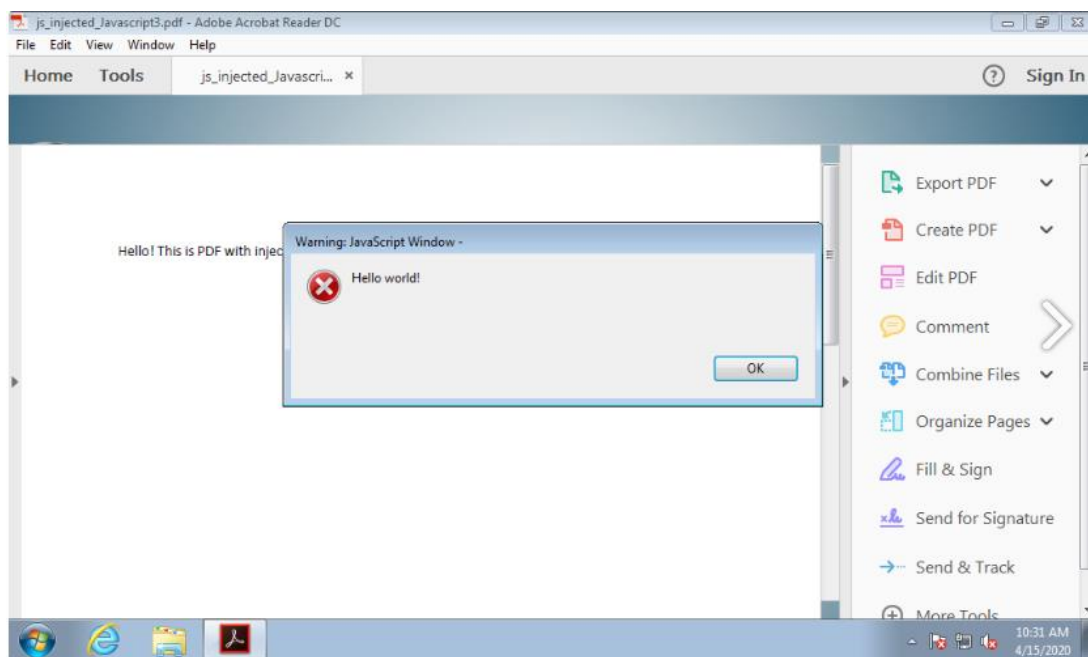 js_injected_Javascript3.pdf - Adobe Acrobat Reader DC
File Edit View Window Help
Home Tools js_injected_Javascri... × ? Sign In
Hello! This is PDF with injec
Warning: JavaScript Window -
Hello world!
OK
Export PDF
Create PDF
Edit PDF
Comment
Combine Files
Organize Pages
Fill & Sign
Send for Signature
Send & Track
More Tools
10:31 AM
4/15/2020